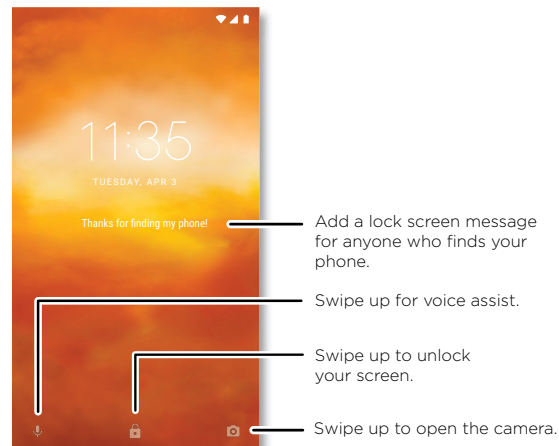 11:35
TUESDAY, APR 3
Thanks for finding my phone!
Add a lock screen message
for anyone who finds your
phone.
Swipe up for voice assist.
Swipe up to unlock
your screen.
Swipe up to open the camera.